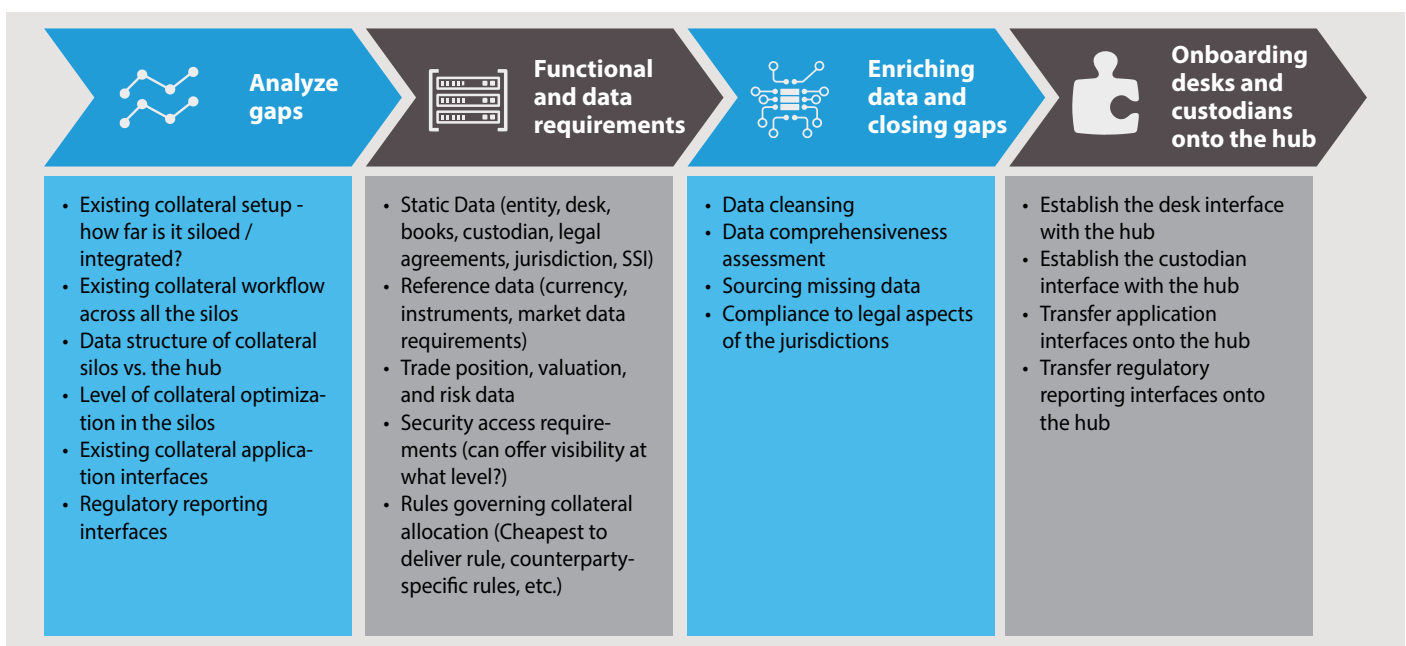 Analyze
gaps
Functional
and data
requirements
Enriching
data and
closing gaps
Onboarding
desks and
custodians
onto the hub
• Existing collateral setup -
how far is it siloed /
integrated?
• Existing collateral workflow
across all the silos
• Data structure of collateral
silos vs. the hub
• Level of collateral optimiza-
tion in the silos
• Existing collateral applica-
tion interfaces
• Regulatory reporting
interfaces
• Static Data (entity, desk,
books, custodian, legal
agreements, jurisdiction, SSI)
• Reference data (currency,
instruments, market data
requirements)
• Trade position, valuation,
and risk data
• Security access require-
ments (can offer visibility at
what level?)
• Rules governing collateral
allocation (Cheapest to
deliver rule, counterparty-
specific rules, etc.)
• Data cleansing
• Data comprehensiveness
assessment
• Sourcing missing data
• Compliance to legal aspects
of the jurisdictions
• Establish the desk interface
with the hub
• Establish the custodian
interface with the hub
• Transfer application
interfaces onto the hub
• Transfer regulatory
reporting interfaces onto
the hub